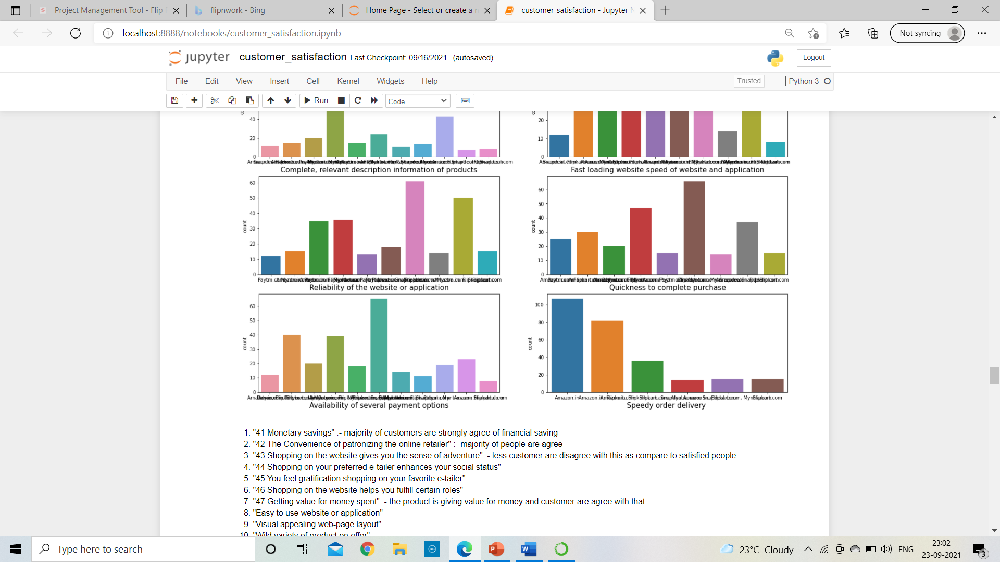 Project Management Tool - Flip
flipnwork - Bing
Home Page - Select or create a n
customer_satisfaction - Jupyter N
localhost:8888/notebooks/customer_satisfaction.ipynb
Not syncing
jupyter customer_satisfaction Last Checkpoint: 09/16/2021 (autosaved)
Logout
File Edit View Insert Cell Kernel Widgets Help
Trusted
Python 3
Run
Code
40
20
0
Complete, relevant description information of products
20
10
0
Fast loading website speed of website and application
60
50
40
30
20
10
0
count
Reliability of the website or application
60
50
40
30
20
10
0
count
Quickness to complete purchase
60
50
40
30
20
10
0
count
Availability of several payment options
100
80
60
40
20
0
count
Amazon.in
Flipkart.com
Speedy order delivery
1. "41 Monetary savings" :- majority of customers are strongly agree of financial saving
2. "42 The Convenience of patronizing the online retailer" :- majority of people are agree
3. "43 Shopping on the website gives you the sense of adventure" :- less customer are disagree with this as compare to satisfied people
4. "44 Shopping on your preferred e-tailer enhances your social status"
5. "45 You feel gratification shopping on your favorite e-tailer"
6. "46 Shopping on the website helps you fulfill certain roles"
7. "47 Getting value for money spent" :- the product is giving value for money and customer are agree with that
8. "Easy to use website or application"
9. "Visual appealing web-page layout"
10. "Wild variety of product on offer"
Type here to search
DELL
23°C Cloudy
ENG
23:02
23-09-2021
3